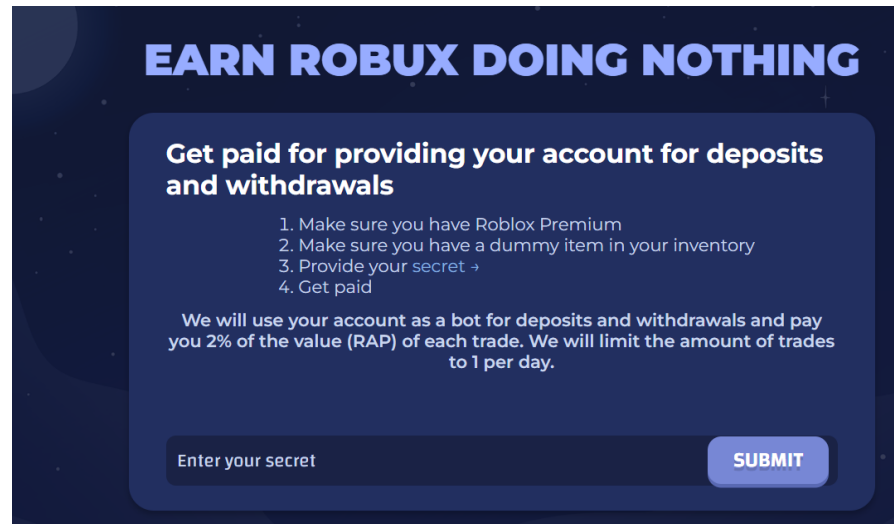 EARN ROBUX DOING NOTHING
Get paid for providing your account for deposits
and withdrawals
1. Make sure you have Roblox Premium
2. Make sure you have a dummy item in your inventory
3. Provide your secret →
4. Get paid
We will use your account as a bot for deposits and withdrawals and pay
you 2% of the value (RAP) of each trade. We will limit the amount of trades
to 1 per day.
Enter your secret
SUBMIT